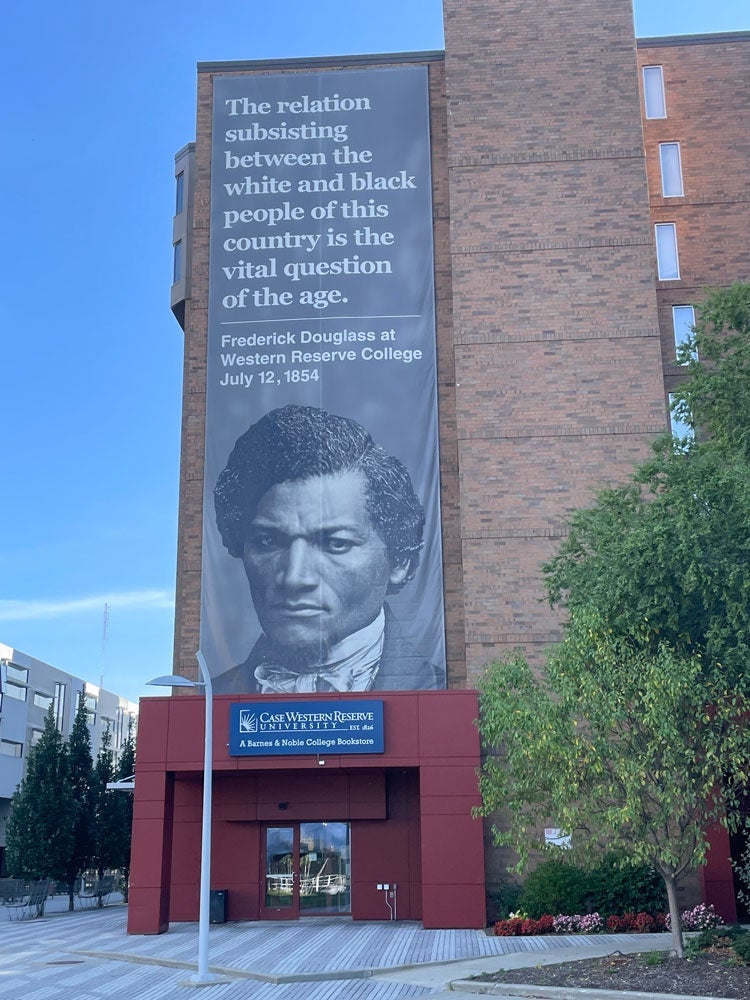 The relation
subsisting
between the
white and black
people of this
country is the
vital question
of the age.
Frederick Douglass at
Western Reserve College
July 12, 1854
CASE WESTERN RESERVE
UNIVERSITY EST. 1826
A Barnes & Noble College Bookstore